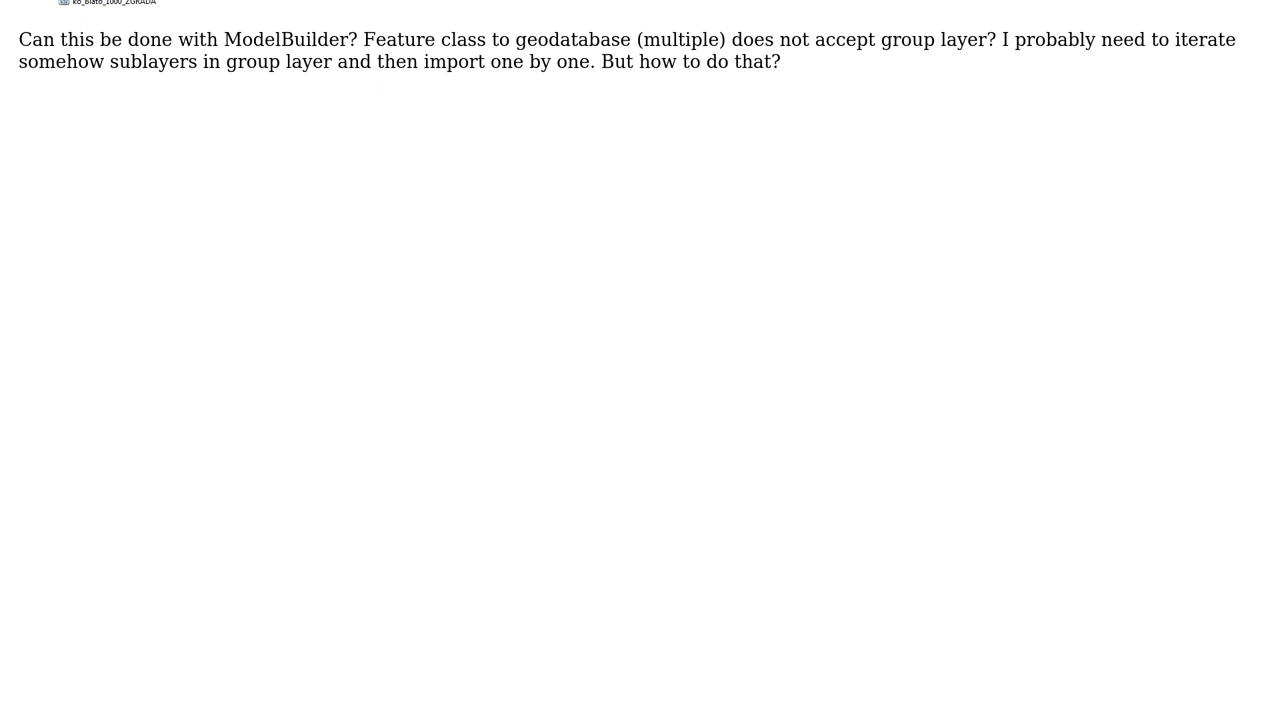 ko_Blato_1000_ZGRADA
Can this be done with ModelBuilder? Feature class to geodatabase (multiple) does not accept group layer? I probably need to iterate
somehow sublayers in group layer and then import one by one. But how to do that?